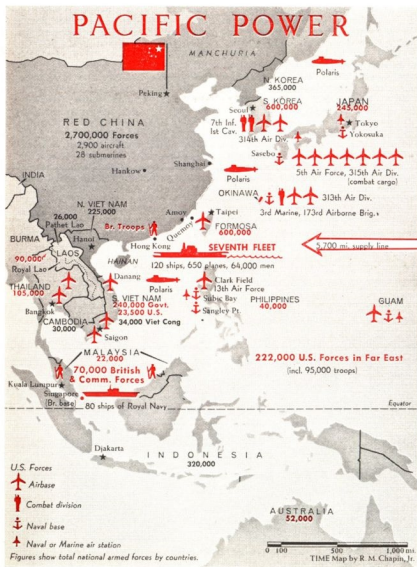 PACIFIC POWER
MANCHURIA
Polaris
Peking
N. KOREA
365,000
Seoul
S. KOREA
600,000
JAPAN
245,000
Tokyo
Yokosuka
7th Inf.
1st Cav.
314th Air Div.
RED CHINA
2,700,000 Forces
2,900 aircraft
28 submarines
Sasebo
5th Air Force, 315th Air Div.
(combat cargo)
Shanghai
Hankow
Polaris
INDIA
OKINAWA
313th Air Div.
3rd Marine, 173rd Airborne Brig.
N. VIET NAM
225,000
26,000
Pathet Lao
Hanoi
Br. Troops
Amoy
Quemoy
Taipei
FORMOSA
600,000
Hong Kong
SEVENTH FLEET
5,700 mi. supply line
BURMA
LAOS
HAINAN
120 ships, 650 planes, 64,000 men
90,000
Royal Lao
THAILAND
105,000
Danang
Polaris
Clark Field
13th Air Force
Subic Bay
Sangley Pt.
PHILIPPINES
40,000
GUAM
S. VIET NAM
240,000 Govt.
23,500 U.S.
Bangkok
CAMBODIA
30,000
34,000 Viet Cong
Saigon
MALAYSIA
22,000
222,000 U.S. Forces in Far East
(incl. 95,000 troops)
70,000 British
& Comm. Forces
Kuala Lumpur
Singapore
(Br. base)
80 ships of Royal Navy
Equator
Djakarta
INDONESIA
320,000
U.S. Forces
Airbase
Combat division
Naval base
Naval or Marine air station
AUSTRALIA
52,000
0 100 500 1,000 mi.
Figures show total national armed forces by countries.
TIME Map by R. M. Chapin, Jr.